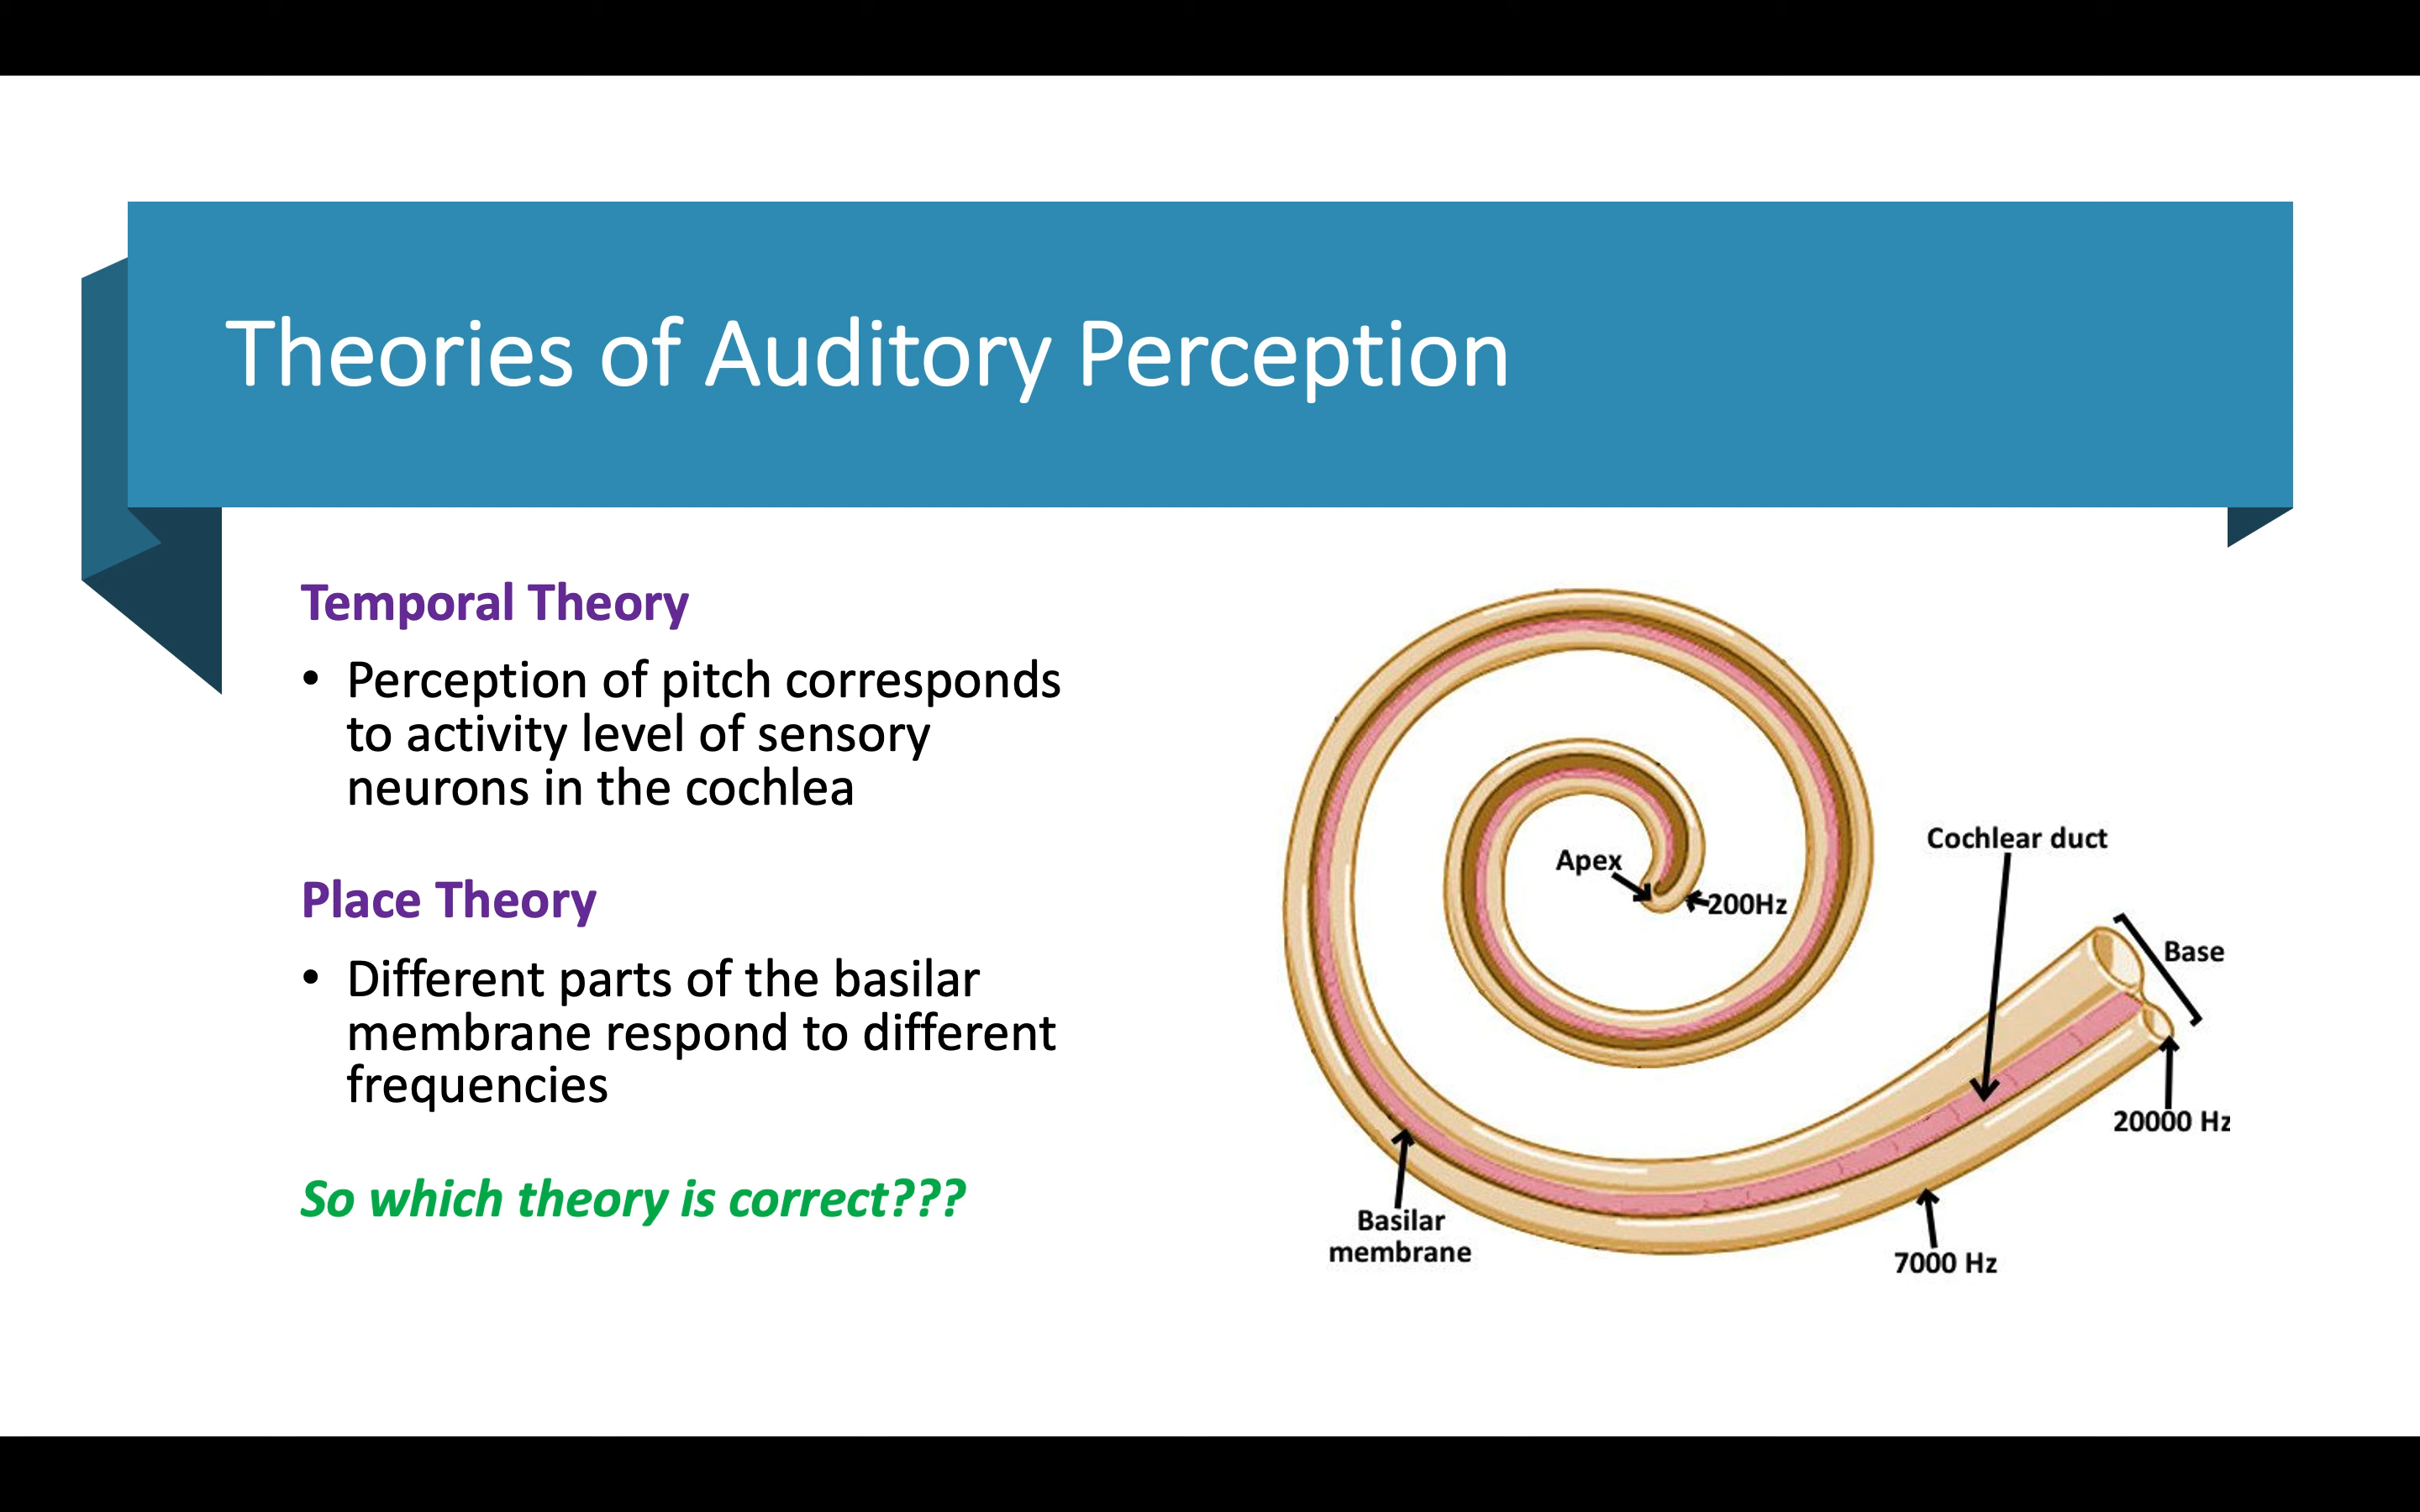 Theories of Auditory Perception
Temporal Theory
• Perception of pitch corresponds
to activity level of sensory
neurons in the cochlea
Place Theory
• Different parts of the basilar
membrane respond to different
frequencies
So which theory is correct???
Apex
200Hz
Cochlear duct
Base
20000 Hz
7000 Hz
Basilar
membrane